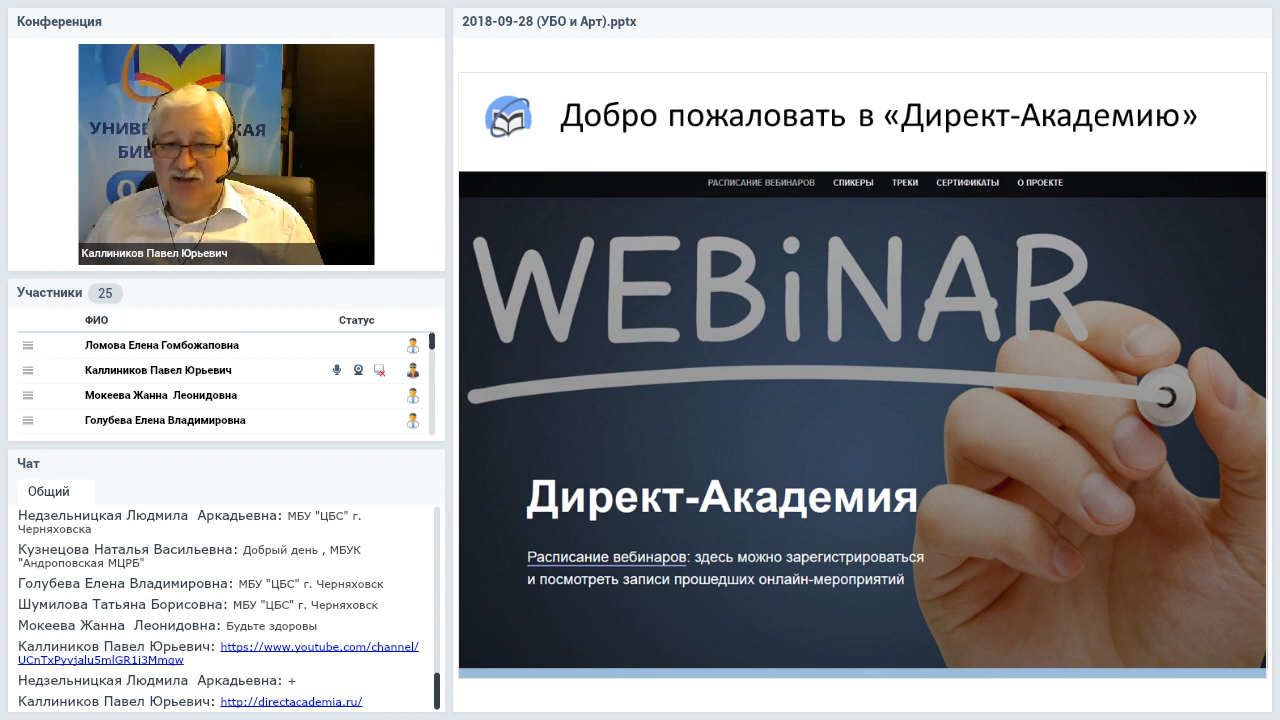 Конференция
УНИВЕ СКАЯ
БИБ
Каллиников Павел Юрьевич
Участники 25
ФИО Статус
Ломова Елена Гомбожаповна
Каллиников Павел Юрьевич
Мокеева Жанна Леонидовна
Голубева Елена Владимировна
Чат
Общий
Недзельницкая Людмила Аркадьевна: МБУ "ЦБС" г.
Черняховска
Кузнецова Наталья Васильевна: Добрый день , МБУК
"Андроповская МЦРБ"
Голубева Елена Владимировна: МБУ "ЦБС" г. Черняховск
Шумилова Татьяна Борисовна: МБУ "ЦБС" г. Черняховск
Мокеева Жанна Леонидовна: Будьте здоровы
Каллиников Павел Юрьевич: https://www.youtube.com/channel/
UCnTxPyvjalu5mlGR1i3Mmqw
Недзельницкая Людмила Аркадьевна: +
Каллиников Павел Юрьевич: http://directacademia.ru/
2018-09-28 (УБО и Арт).pptx
Добро пожаловать в «Директ-Академию»
РАСПИСАНИЕ ВЕБИНАРОВ СПИКЕРЫ ТРЕКИ СЕРТИФИКАТЫ О ПРОЕКТЕ
WEBiNAR
Директ-Академия
Расписание вебинаров: здесь можно зарегистрироваться
и посмотреть записи прошедших онлайн-мероприятий